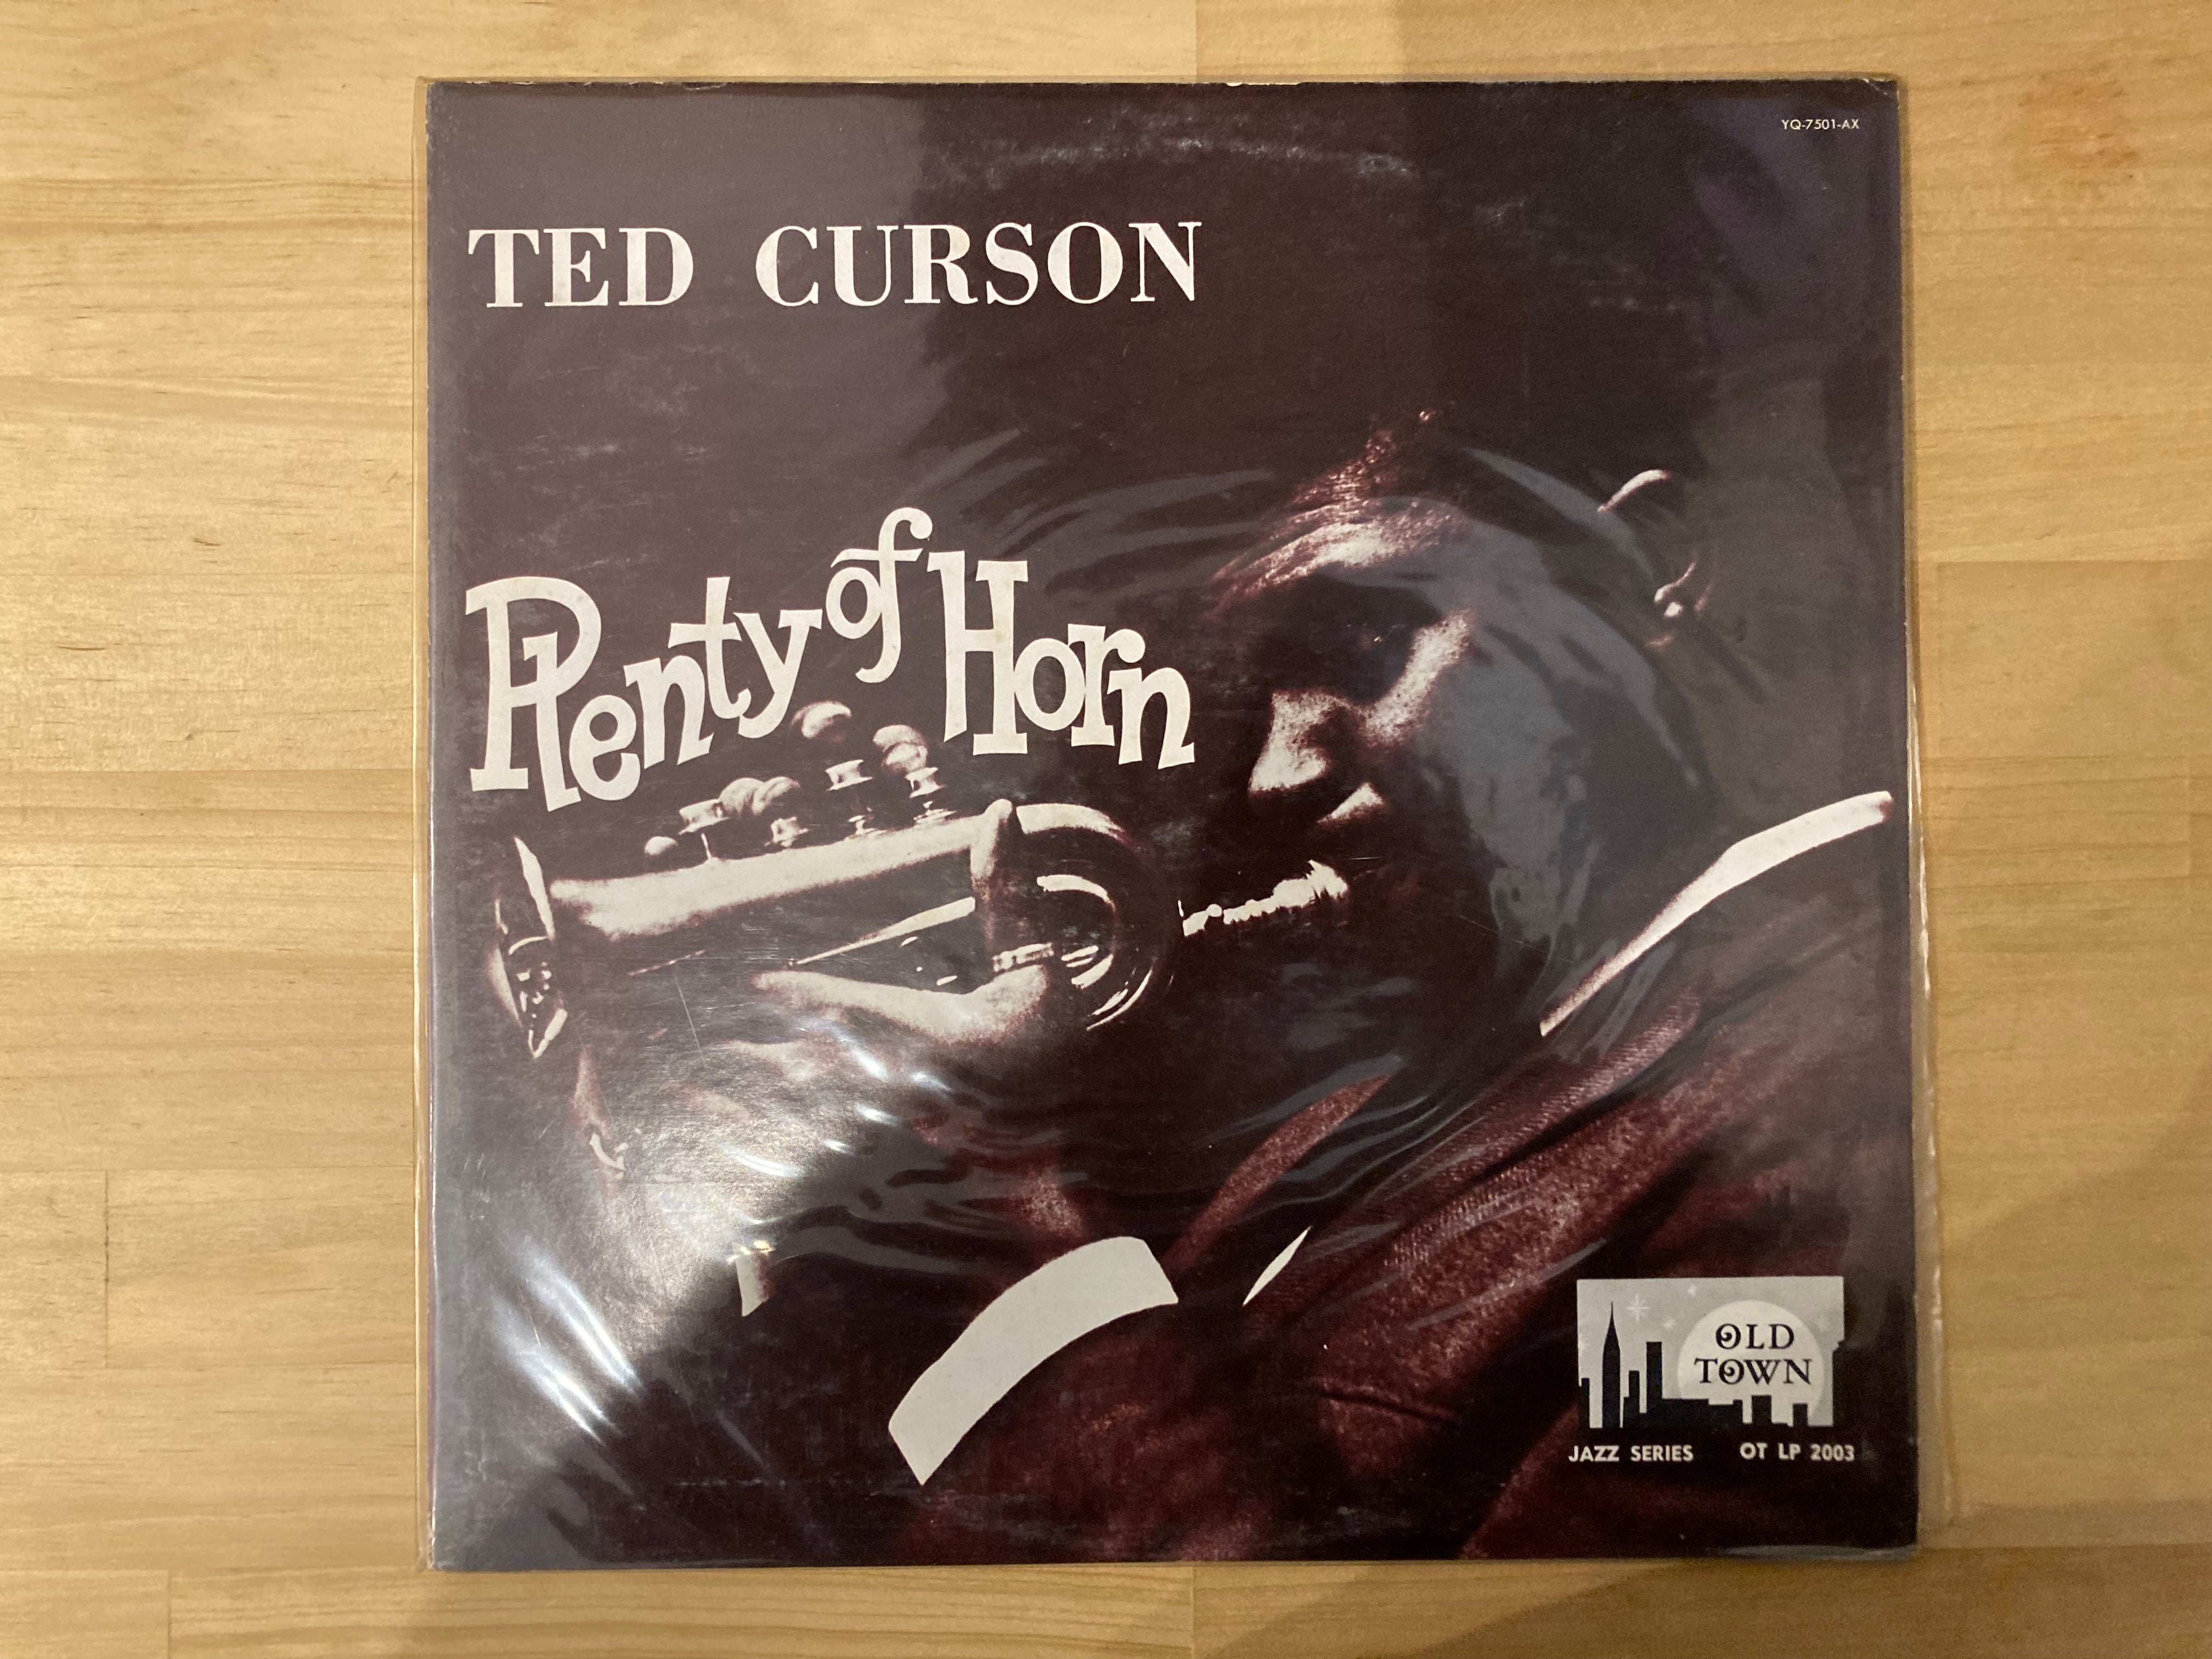 YQ-7501-AX
TED CURSON
Plenty of Horn
OLD
TOWN
JAZZ SERIES OT LP 2003